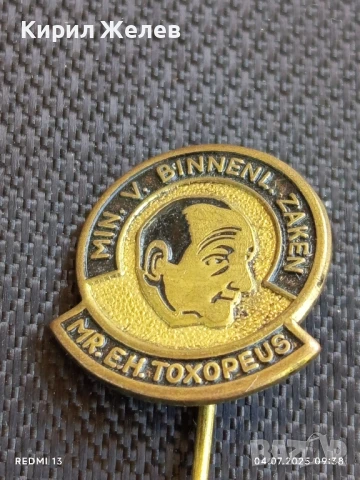 Кирил Желев
MIN. V. BINNENL. ZAKEN
MR. E.H. TOXOPEUS
REDMI 13
04.07.2025 09:38